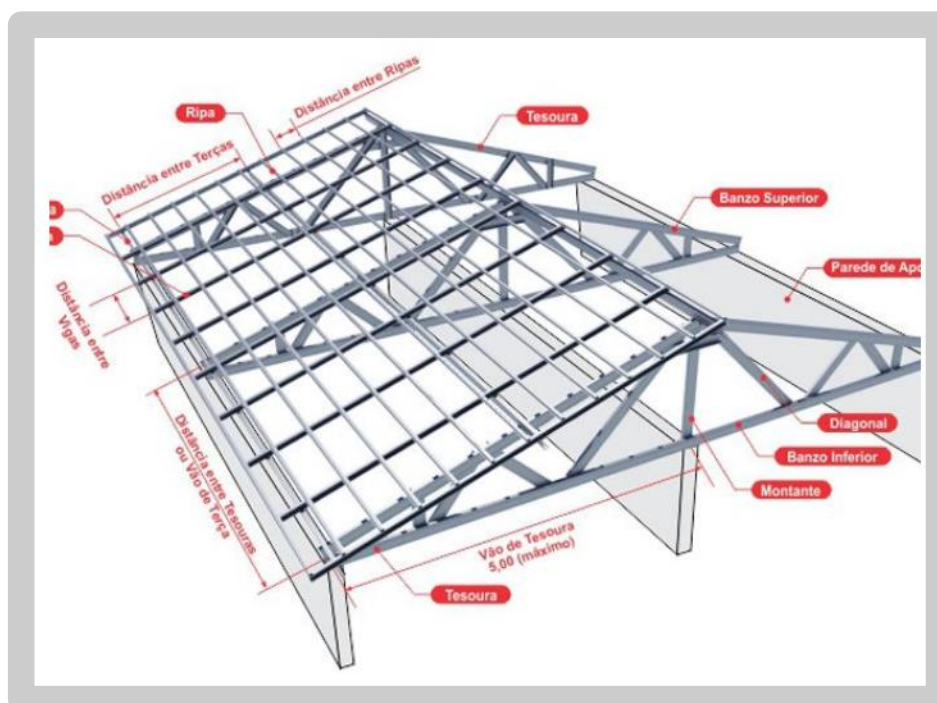 Distância entre Ripas
Ripa
Tesoura
Distância entre Terças
Banzo Superior
Parede de
Distância entre
Vigas
Distância entre Tesouras
ou Vão de Terça
Diagonal
Banzo Inferior
Montante
Vão de Tesoura
5,00 (máximo)
Tesoura